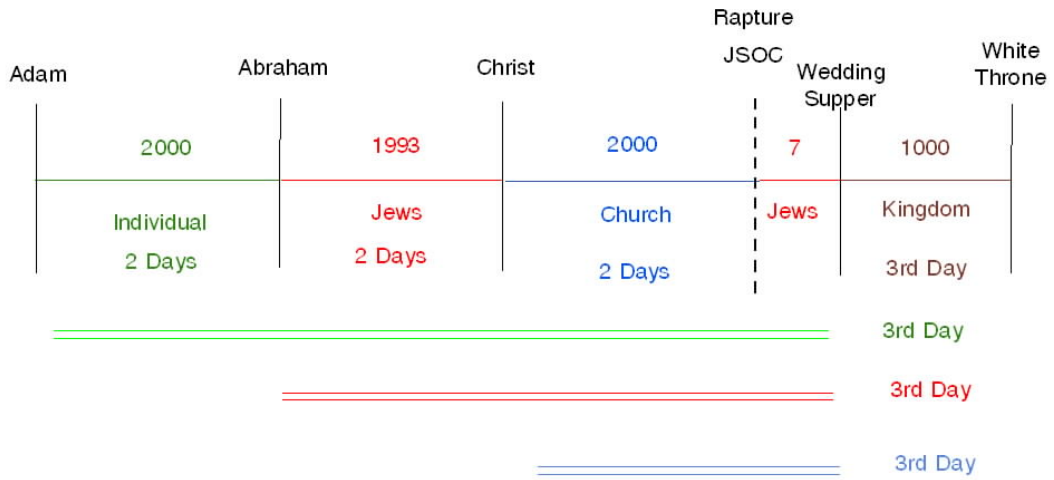 Rapture
JSOC
Adam
Abraham
Christ
Wedding
Supper
White
Throne
2000
1993
2000
7
1000
Individual
2 Days
Jews
2 Days
Church
2 Days
Jews
Kingdom
3rd Day
3rd Day
3rd Day
3rd Day